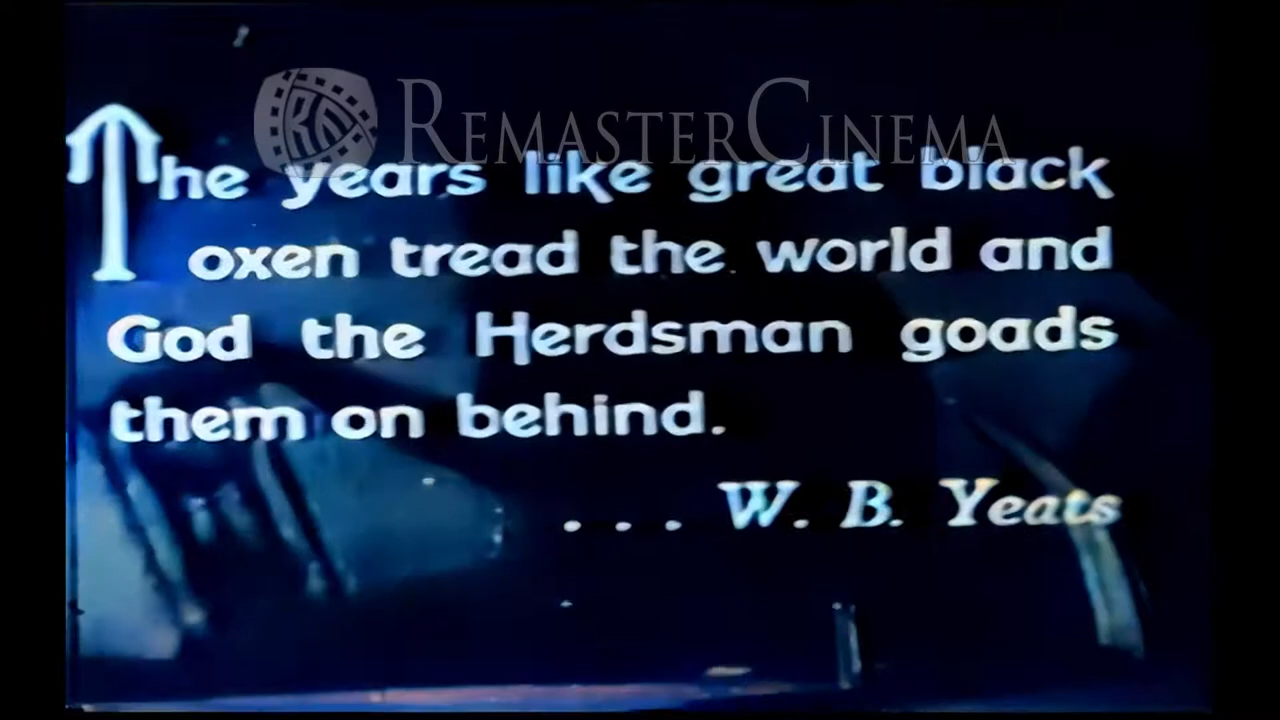 REMASTERCINEMA
The years like great black
oxen tread the world and
God the Herdsman goads
them on behind.
... W. B. Yeats